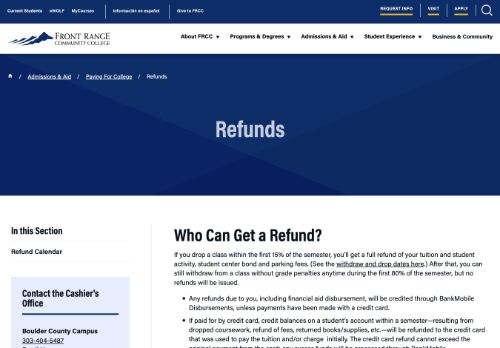 Current Students eWOLF MyCourses Información en español Give to FRCC REQUEST INFO VISIT APPLY
FRONT RANGE
COMMUNITY COLLEGE
About FRCC Programs & Degrees Admissions & Aid Student Experience Business & Community
/ Admissions & Aid / Paying For College / Refunds
Refunds
In this Section
Refund Calendar
Contact the Cashier's
Office
Boulder County Campus
303-404-5487
Who Can Get a Refund?
If you drop a class within the first 15% of the semester, you'll get a full refund of your tuition and student
activity, student center bond and parking fees. (See the withdraw and drop dates here.) After that, you can
still withdraw from a class without grade penalties anytime during the first 80% of the semester, but no
refunds will be issued.
• Any refunds due to you, including financial aid disbursement, will be credited through BankMobile
Disbursements, unless payments have been made with a credit card.
• If paid for by credit card, credit balances on a student's account within a semester—resulting from
dropped coursework, refund of fees, returned books/supplies, etc.—will be refunded to the credit card
that was used to pay the tuition and/or charge initially. The credit card refund cannot exceed the